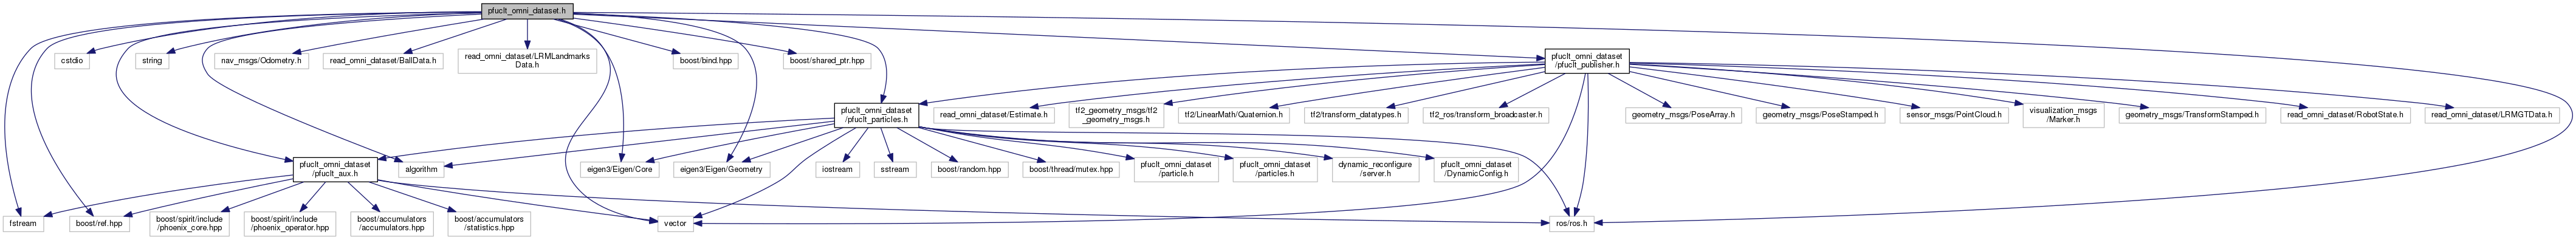 pfuclt_omni_dataset.h
pfuclt_omni_dataset
/pfuclt_publisher.h
cstdio
string
nav_msgs/Odometry.h
read_omni_dataset/BallData.h
read_omni_dataset/LRMLandmarks
Data.h
boost/bind.hpp
boost/shared_ptr.hpp
pfuclt_omni_dataset
/pfuclt_particles.h
read_omni_dataset/Estimate.h
tf2_geometry_msgs/tf2
_geometry_msgs.h
tf2/LinearMath/Quaternion.h
tf2/transform_datatypes.h
tf2_ros/transform_broadcaster.h
geometry_msgs/PoseArray.h
geometry_msgs/PoseStamped.h
sensor_msgs/PointCloud.h
visualization_msgs
/Marker.h
geometry_msgs/TransformStamped.h
read_omni_dataset/RobotState.h
read_omni_dataset/LRMGTData.h
pfuclt_omni_dataset
/pfuclt_aux.h
algorithm
eigen3/Eigen/Core
eigen3/Eigen/Geometry
iostream
sstream
boost/random.hpp
boost/thread/mutex.hpp
pfuclt_omni_dataset
/particle.h
pfuclt_omni_dataset
/particles.h
dynamic_reconfigure
/server.h
pfuclt_omni_dataset
/DynamicConfig.h
fstream
boost/ref.hpp
boost/spirit/include
/phoenix_core.hpp
boost/spirit/include
/phoenix_operator.hpp
boost/accumulators
/accumulators.hpp
boost/accumulators
/statistics.hpp
vector
ros/ros.h